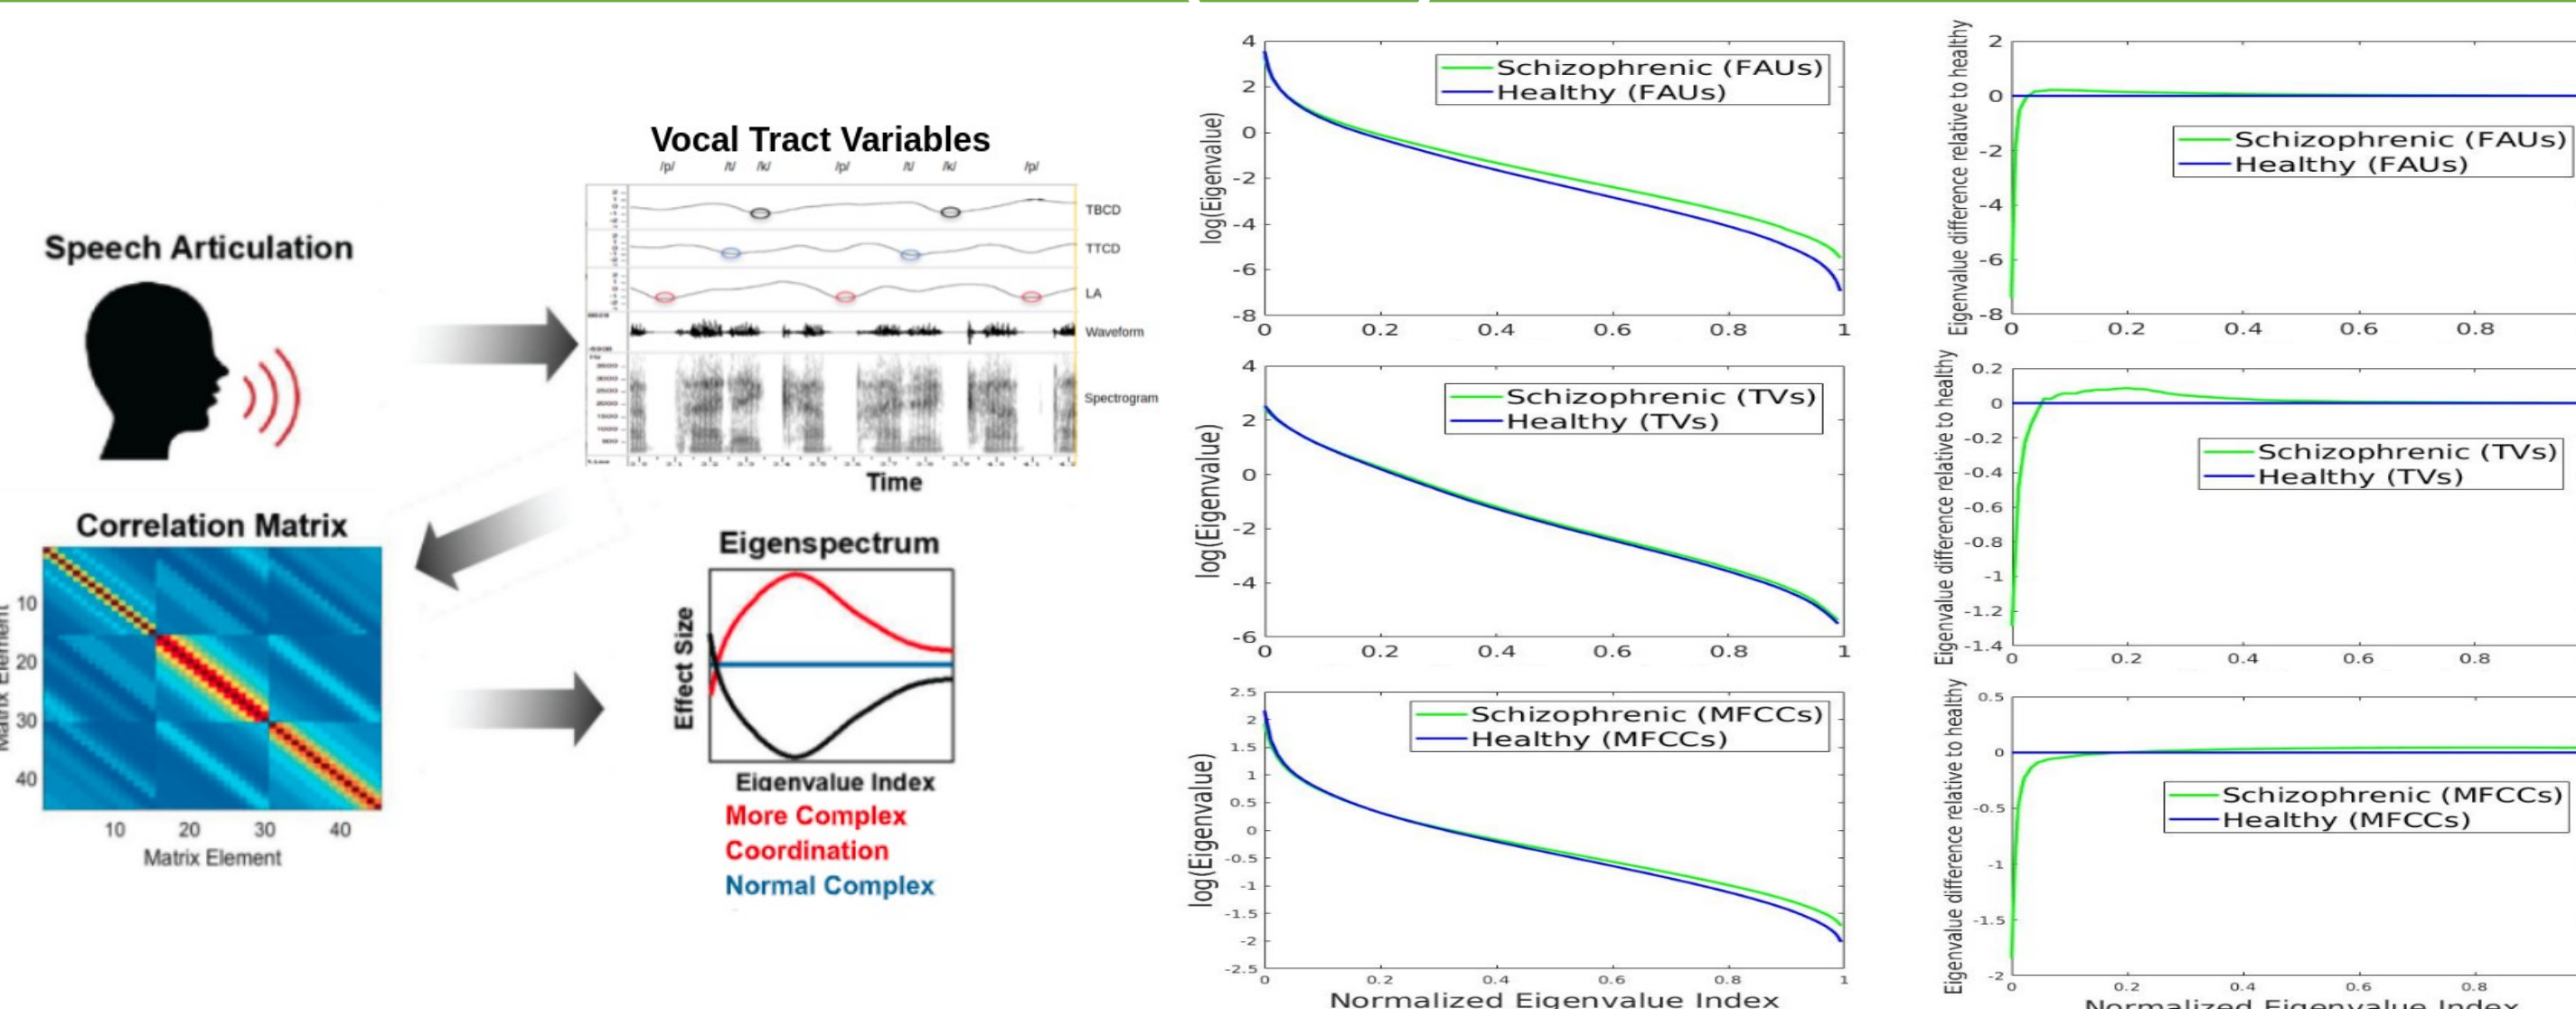 Speech Articulation
Vocal Tract Variables
/p/ /t/ /k/ /p/ /t/ /k/ /p/
TBCD
TTCD
LA
Waveform
Spectrogram
Time
Correlation Matrix
10
20
30
40
10 20 30 40
Matrix Element
Matrix Element
Eigenspectrum
Effect Size
Eigenvalue Index
More Complex
Coordination
Normal Complex
4
2
0
-2
-4
-6
-8
0 0.2 0.4 0.6 0.8 1
log(Eigenvalue)
Schizophrenic (FAUs)
Healthy (FAUs)
4
2
0
-2
-4
-6
0 0.2 0.4 0.6 0.8 1
log(Eigenvalue)
Schizophrenic (TVs)
Healthy (TVs)
2.5
2
1.5
1
0.5
0
-0.5
-1
-1.5
-2
-2.5
0 0.2 0.4 0.6 0.8 1
log(Eigenvalue)
Schizophrenic (MFCCs)
Healthy (MFCCs)
Normalized Eigenvalue Index
2
0
-2
-4
-6
-8
0 0.2 0.4 0.6 0.8
Eigenvalue difference relative to healthy
Schizophrenic (FAUs)
Healthy (FAUs)
0.2
0
-0.2
-0.4
-0.6
-0.8
-1
-1.2
-1.4
0 0.2 0.4 0.6 0.8
Eigenvalue difference relative to healthy
Schizophrenic (TVs)
Healthy (TVs)
0.5
0
-0.5
-1
-1.5
-2
0 0.2 0.4 0.6 0.8
Eigenvalue difference relative to healthy
Schizophrenic (MFCCs)
Healthy (MFCCs)
Normalized Eigenvalue Index